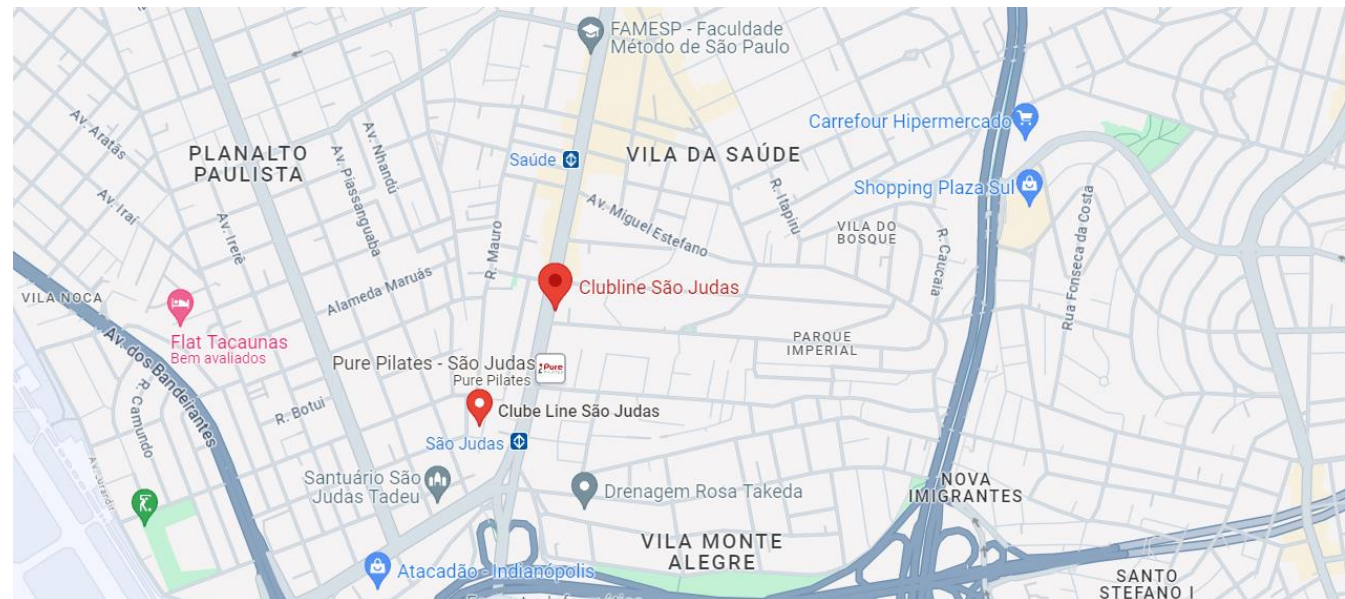 FAMESP - Faculdade
Método de São Paulo
Carrefour Hipermercado
Av. Aratãs
PLANALTO
PAULISTA
Av. Nhandú
Av. Piassanguaba
Saúde
VILA DA SAÚDE
Shopping Plaza Sul
R. Itapiru
Av. Iraí
Av. Irerê
R. Mauro
Av. Miguel Estefano
VILA DO
BOSQUE
R. Caucaia
Rua Fonseca da Costa
Alameda Maruás
Clubline São Judas
VILA NOCA
Flat Tacaunas
Bem avaliados
Av. dos Bandeirantes
PARQUE
IMPERIAL
Pure Pilates - São Judas
Pure Pilates
Pure
R. Camundo
R. Botui
Clube Line São Judas
São Judas
Av. Jurandir
Santuário São
Judas Tadeu
Drenagem Rosa Takeda
NOVA
IMIGRANTES
VILA MONTE
ALEGRE
Atacadão - Indianópolis
SANTO
STEFANO I